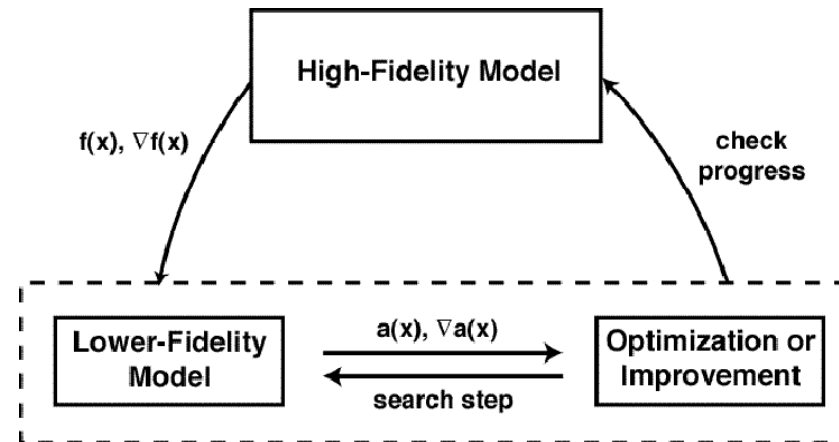 High-Fidelity Model
f(x), ∇f(x)
check
progress
Lower-Fidelity
Model
a(x), ∇a(x)
search step
Optimization or
Improvement